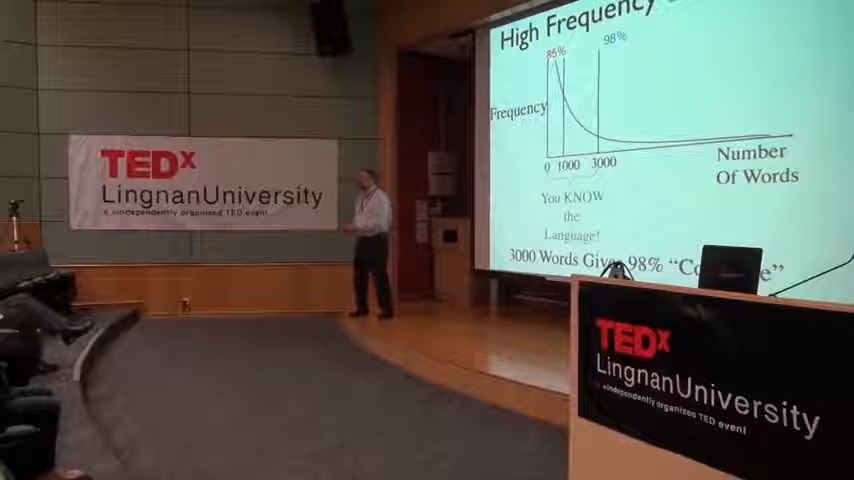 High Frequency
85%
98%
Frequency
0 1000 3000
Number
Of Words
You KNOW
the
Language!
3000 Words Give 98%
TEDx
LingnanUniversity
x independently organized TED event
TEDx
LingnanUniversity
x independently organized TED event